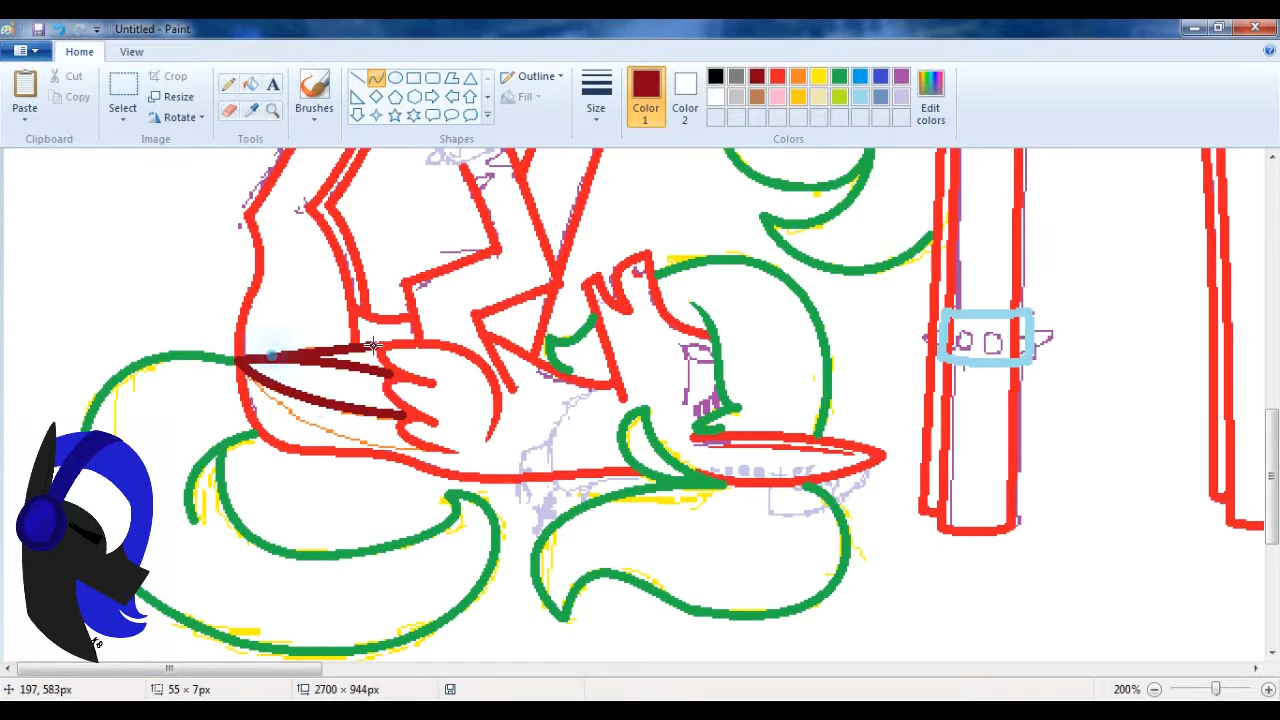 Untitled - Paint
Home View
Paste
Cut
Copy
Clipboard
Select
Crop
Resize
Rotate
Image
A
Tools
Brushes
Shapes
Outline
Fill
Size
Color 1
Color 2
Edit colors
Colors
197, 583px
55 × 7px
2700 × 944px
200%